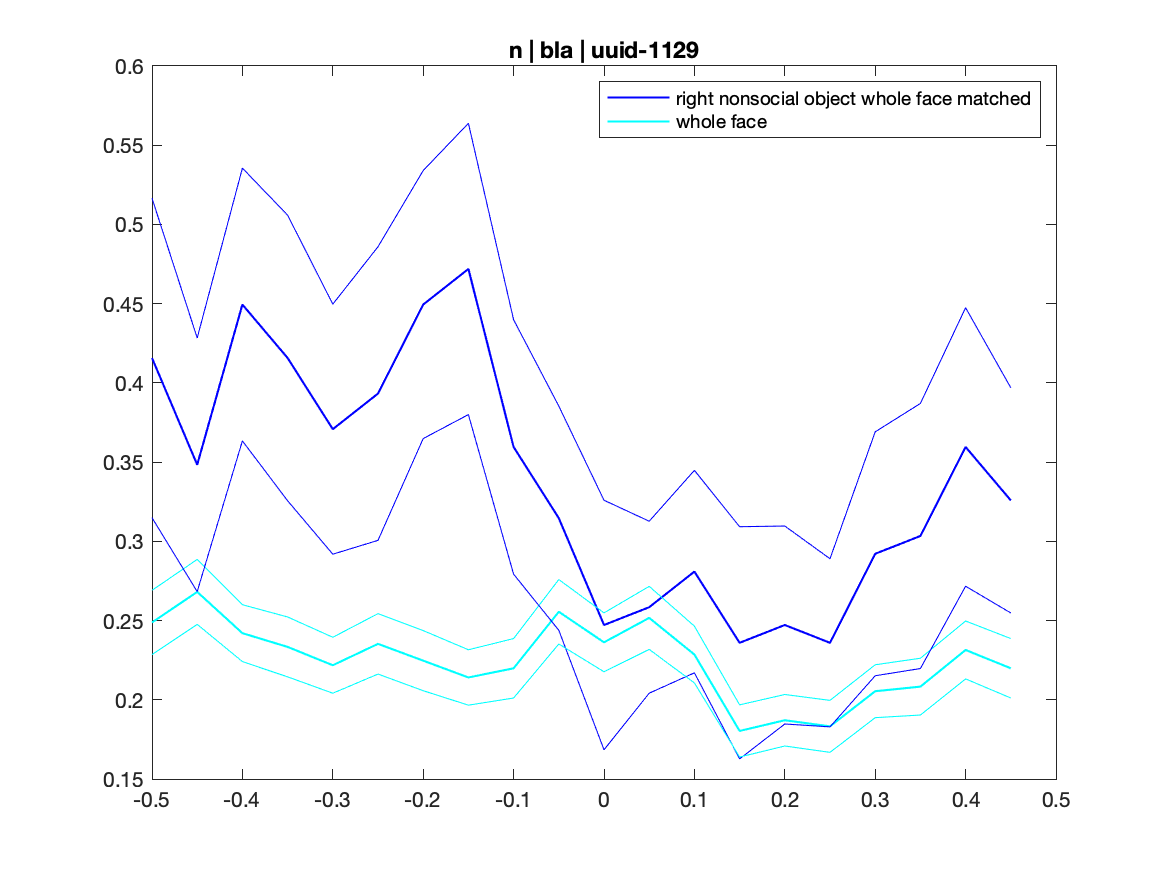 n | bla | uuid-1129
right nonsocial object whole face matched
whole face
0.6
0.55
0.5
0.45
0.4
0.35
0.3
0.25
0.2
0.15
-0.5 -0.4 -0.3 -0.2 -0.1 0 0.1 0.2 0.3 0.4 0.5